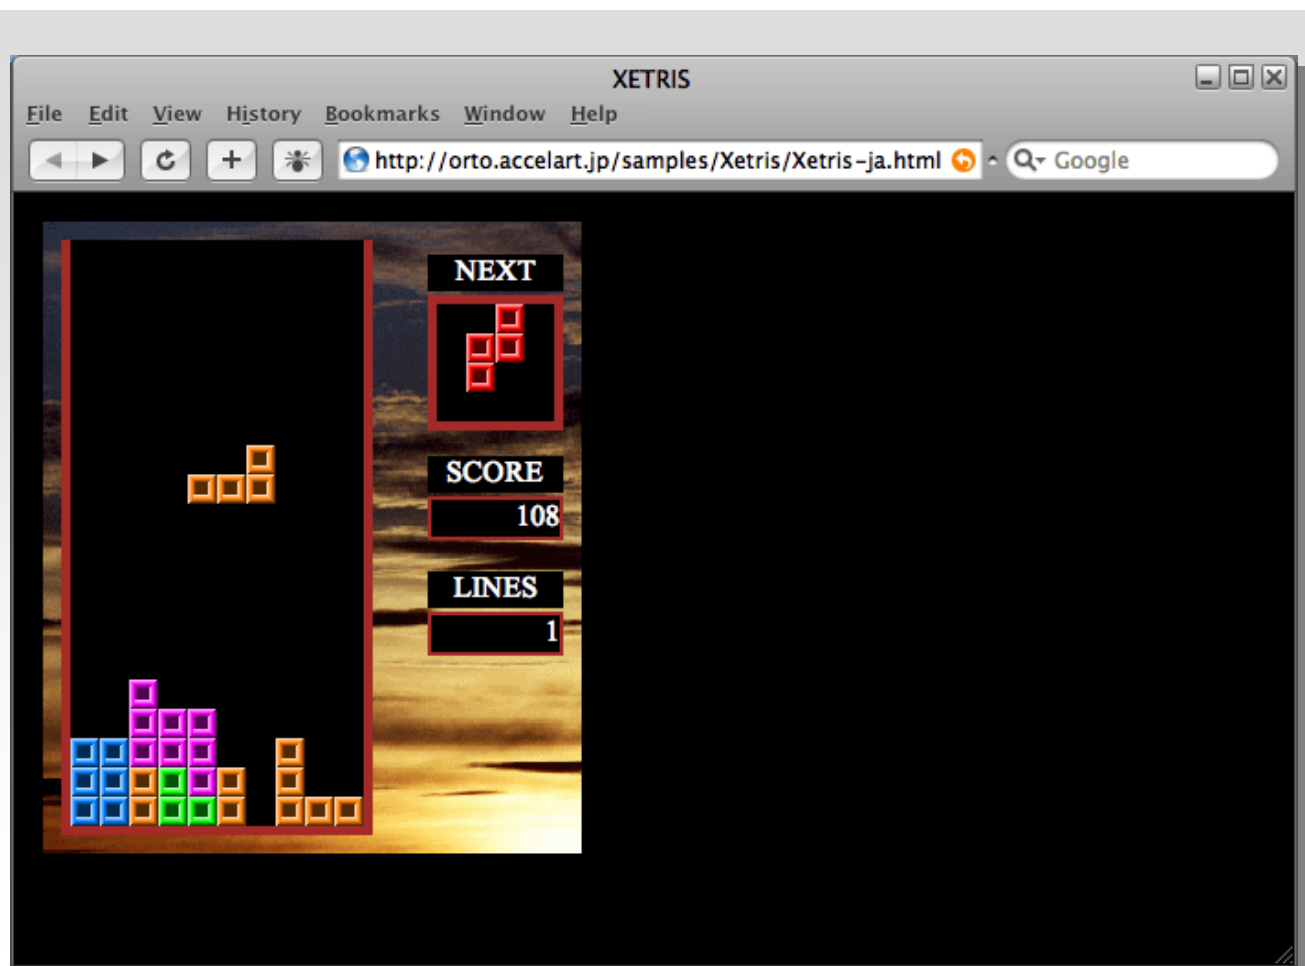 XETRIS
File Edit View History Bookmarks Window Help
http://orto.accelart.jp/samples/Xetris/Xetris-ja.html Google
NEXT
SCORE
108
LINES
1